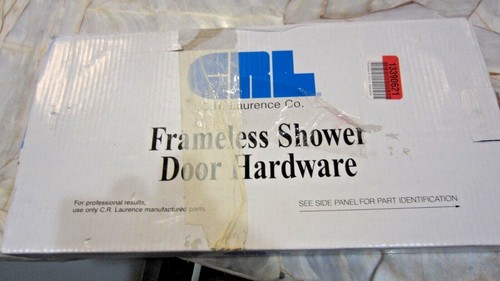 CRL
C.R. Laurence Co.
13390621
Frameless Shower
Door Hardware
For professional results,
use only C.R. Laurence manufactured parts.
SEE SIDE PANEL FOR PART IDENTIFICATION